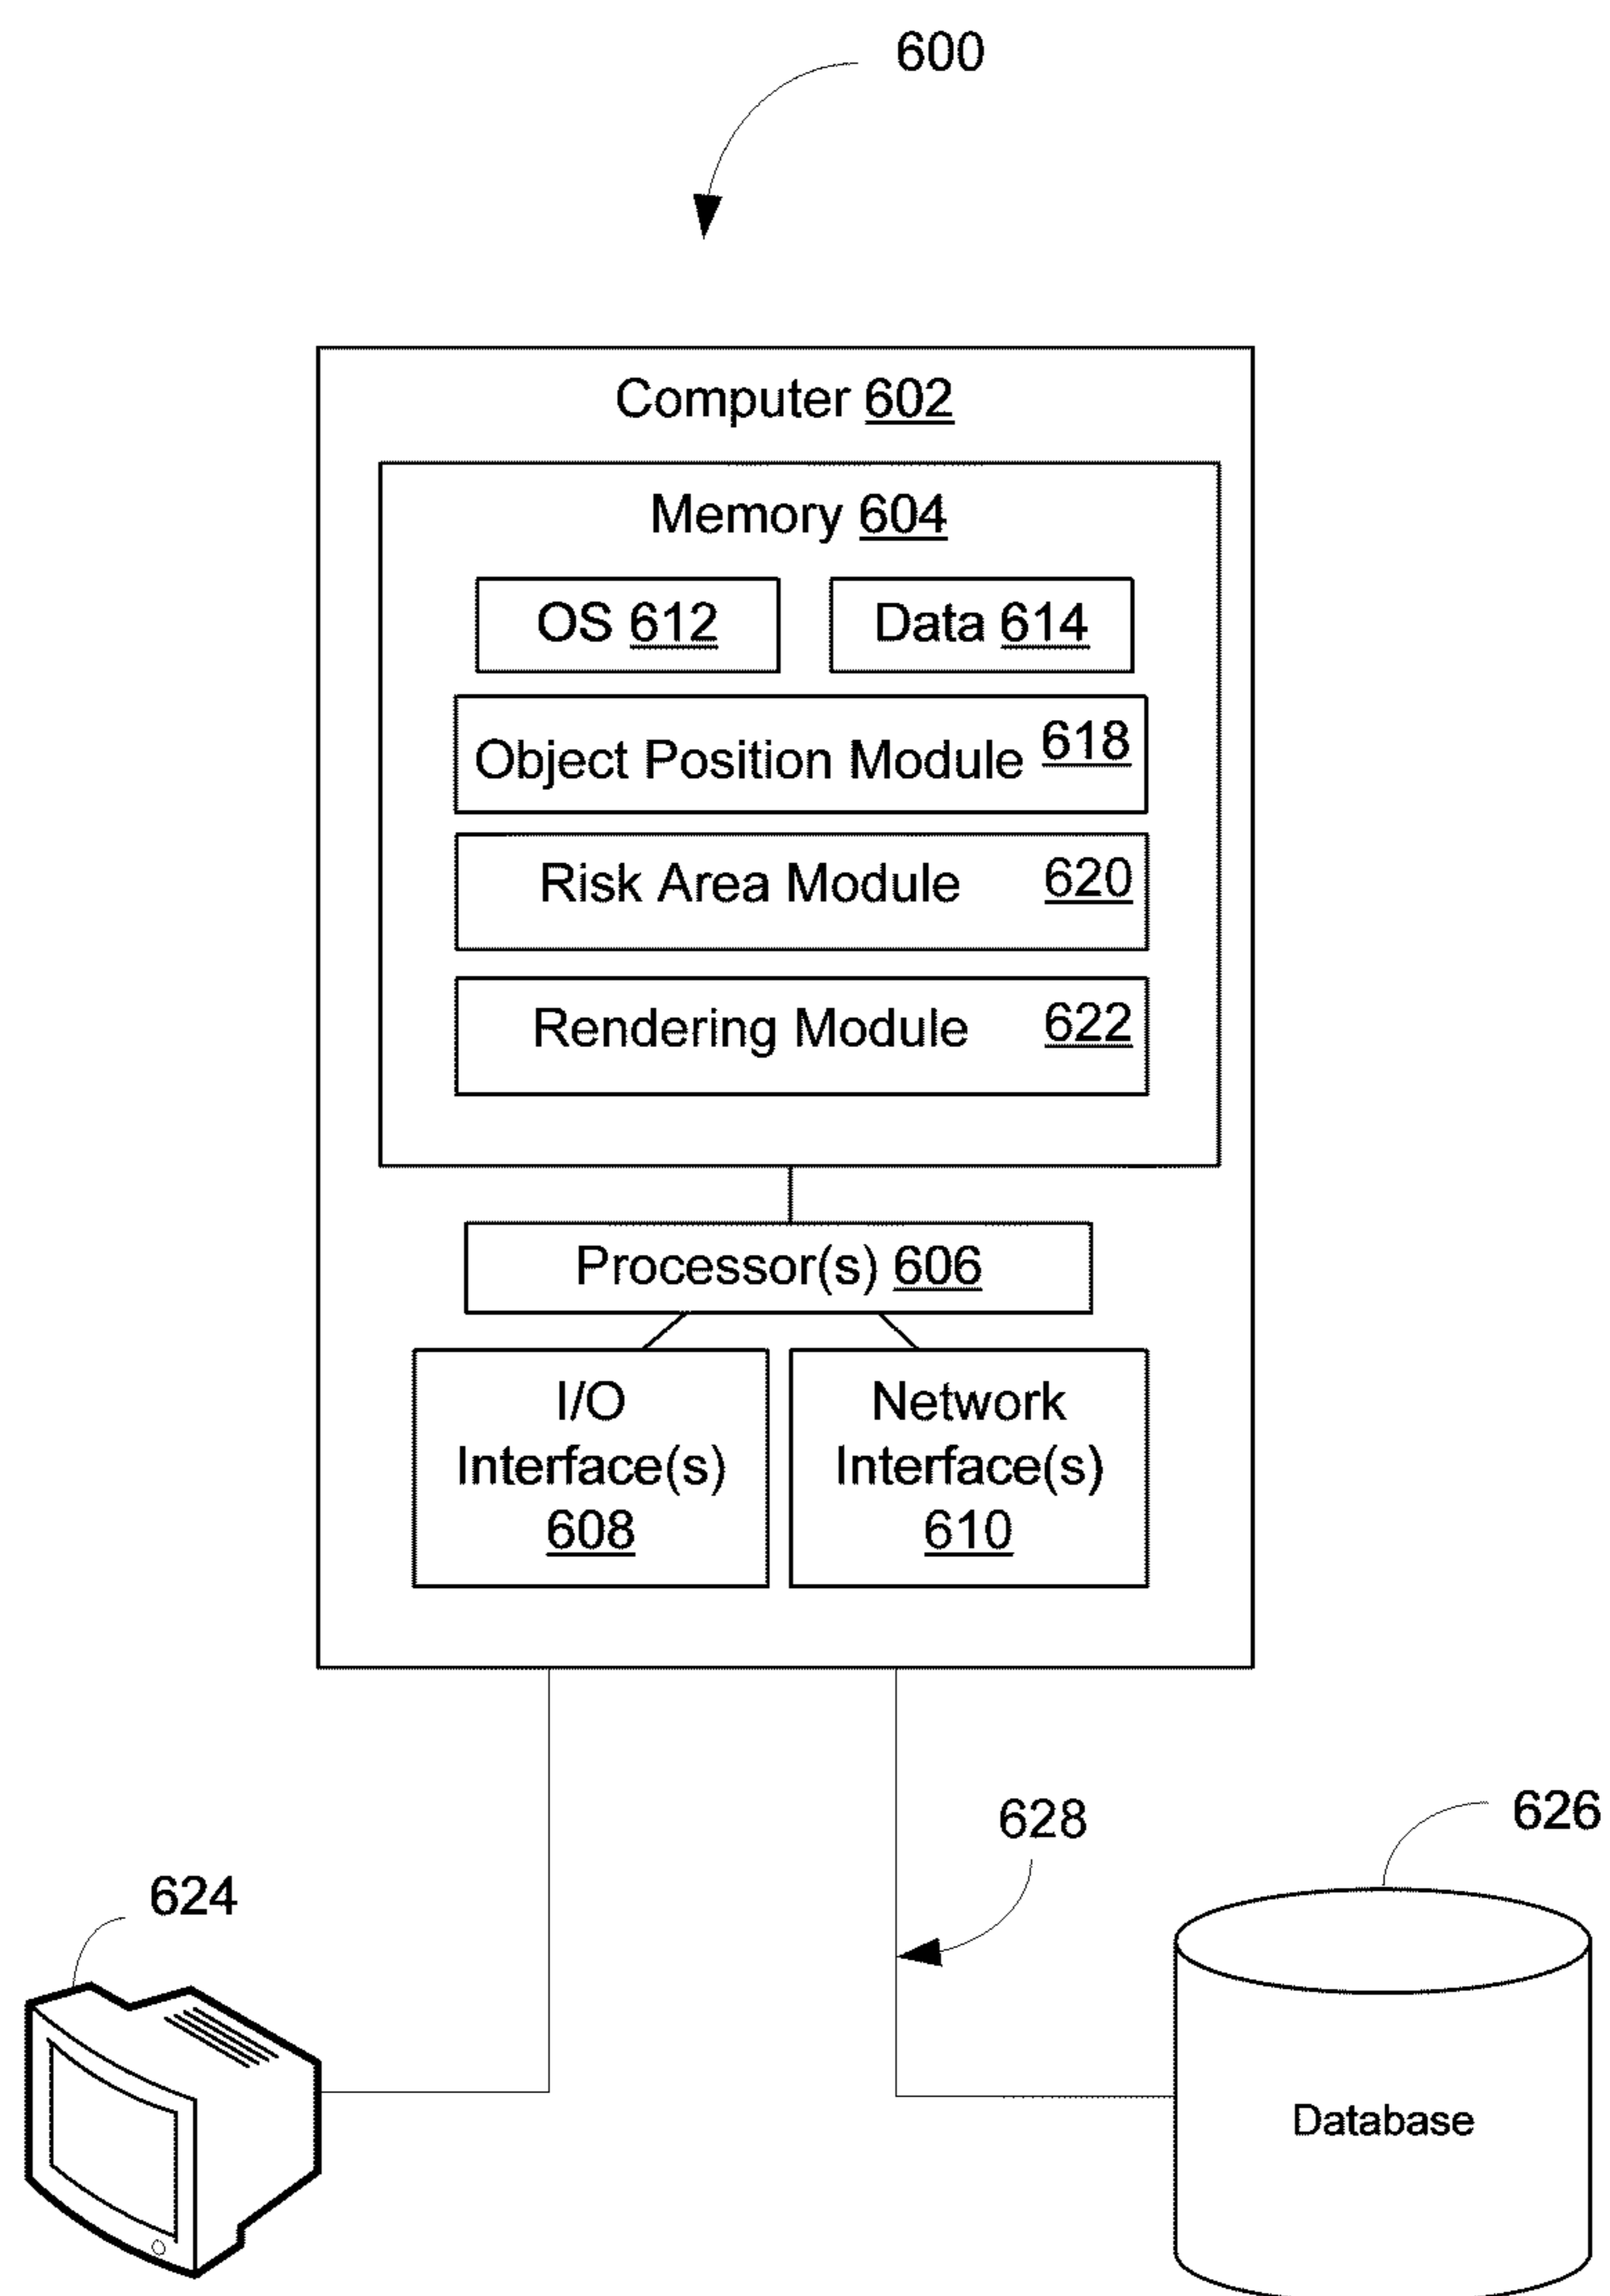 600
Computer 602
Memory 604
OS 612
Data 614
Object Position Module 618
Risk Area Module 620
Rendering Module 622
Processor(s) 606
I/O
Interface(s)
608
Network
Interface(s)
610
628
626
624
Database